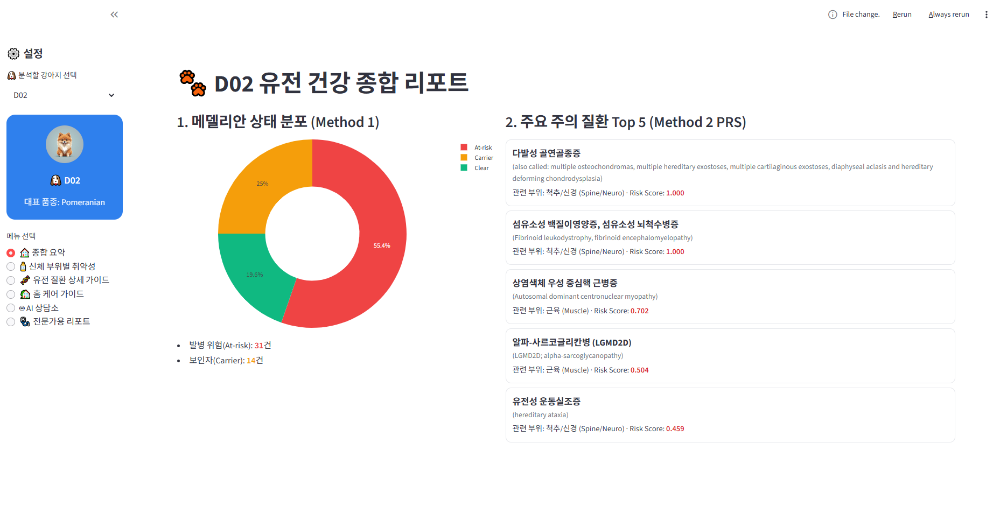 File change.
Rerun
Always rerun
설정
분석할 강아지 선택
D02
D02
대표 품종: Pomeranian
메뉴 선택
종합 요약
신체 부위별 취약성
유전 질환 상세 가이드
홈 케어 가이드
AI 상담소
전문가용 리포트
D02 유전 건강 종합 리포트
1. 메델리안 상태 분포 (Method 1)
At-risk
Carrier
Clear
25%
55.4%
19.6%
발병 위험(At-risk): 31건
보인자(Carrier): 14건
2. 주요 주의 질환 Top 5 (Method 2 PRS)
다발성 골연골종증
(also called: multiple osteochondromas, multiple hereditary exostoses, multiple cartilaginous exostoses, diaphyseal aclasis and hereditary
deforming chondrodysplasia)
관련 부위: 척추/신경 (Spine/Neuro) · Risk Score: 1.000
섬유소성 백질이영양증, 섬유소성 뇌척수병증
(Fibrinoid leukodystrophy, fibrinoid encephalomyelopathy)
관련 부위: 척추/신경 (Spine/Neuro) · Risk Score: 1.000
상염색체 우성 중심핵 근병증
(Autosomal dominant centronuclear myopathy)
관련 부위: 근육 (Muscle) · Risk Score: 0.702
알파-사르코글리칸병 (LGMD2D)
(LGMD2D; alpha-sarcoglycanopathy)
관련 부위: 근육 (Muscle) · Risk Score: 0.504
유전성 운동실조증
(hereditary ataxia)
관련 부위: 척추/신경 (Spine/Neuro) · Risk Score: 0.459